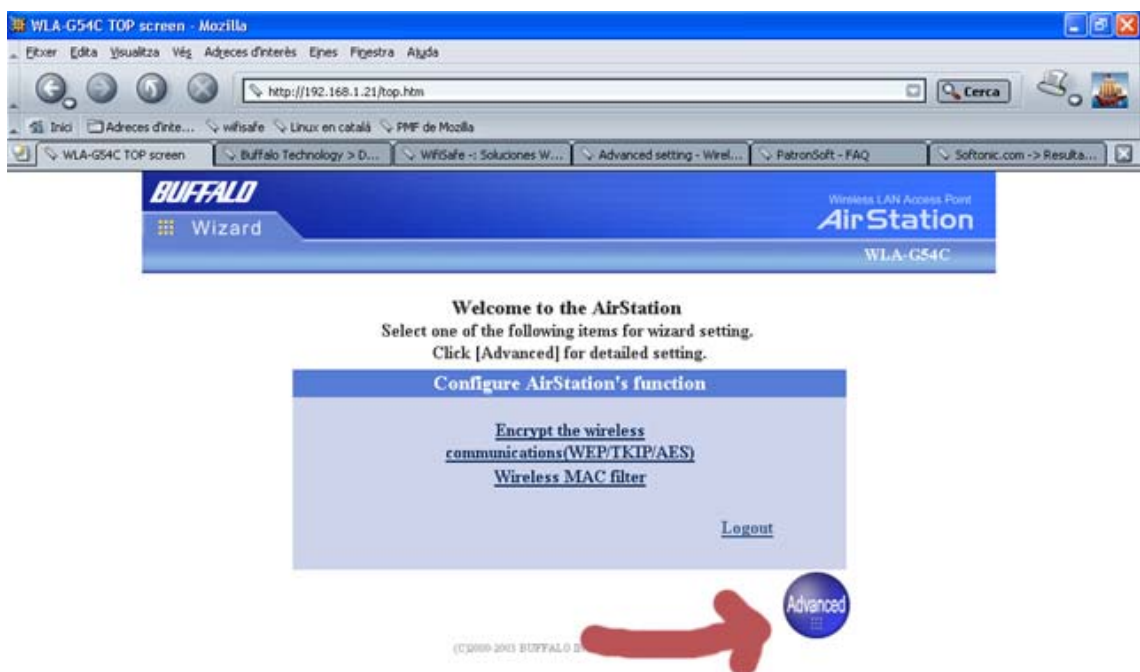 WLA-G54C TOP screen - Mozilla
Fitxer Edita Visualitza Vés Adreces d'interès Eines Finestra Ajuda
http://192.168.1.21/top.htm Cerca
Inici Adreces d'inte... wifisafe Linux en català PMF de Mozilla
WLA-G54C TOP screen Buffalo Technology > D... WifiSafe -: Soluciones W... Advanced setting - Wirel... PatronSoft - FAQ Softonic.com -> Resulta...
BUFFALO
Wizard
Wireless LAN Access Point
AirStation
WLA-G54C
Welcome to the AirStation
Select one of the following items for wizard setting.
Click [Advanced] for detailed setting.
Configure AirStation's function
Encrypt the wireless
communications(WEP/TKIP/AES)
Wireless MAC filter
Logout
Advanced
(C)2000-2003 BUFFALO